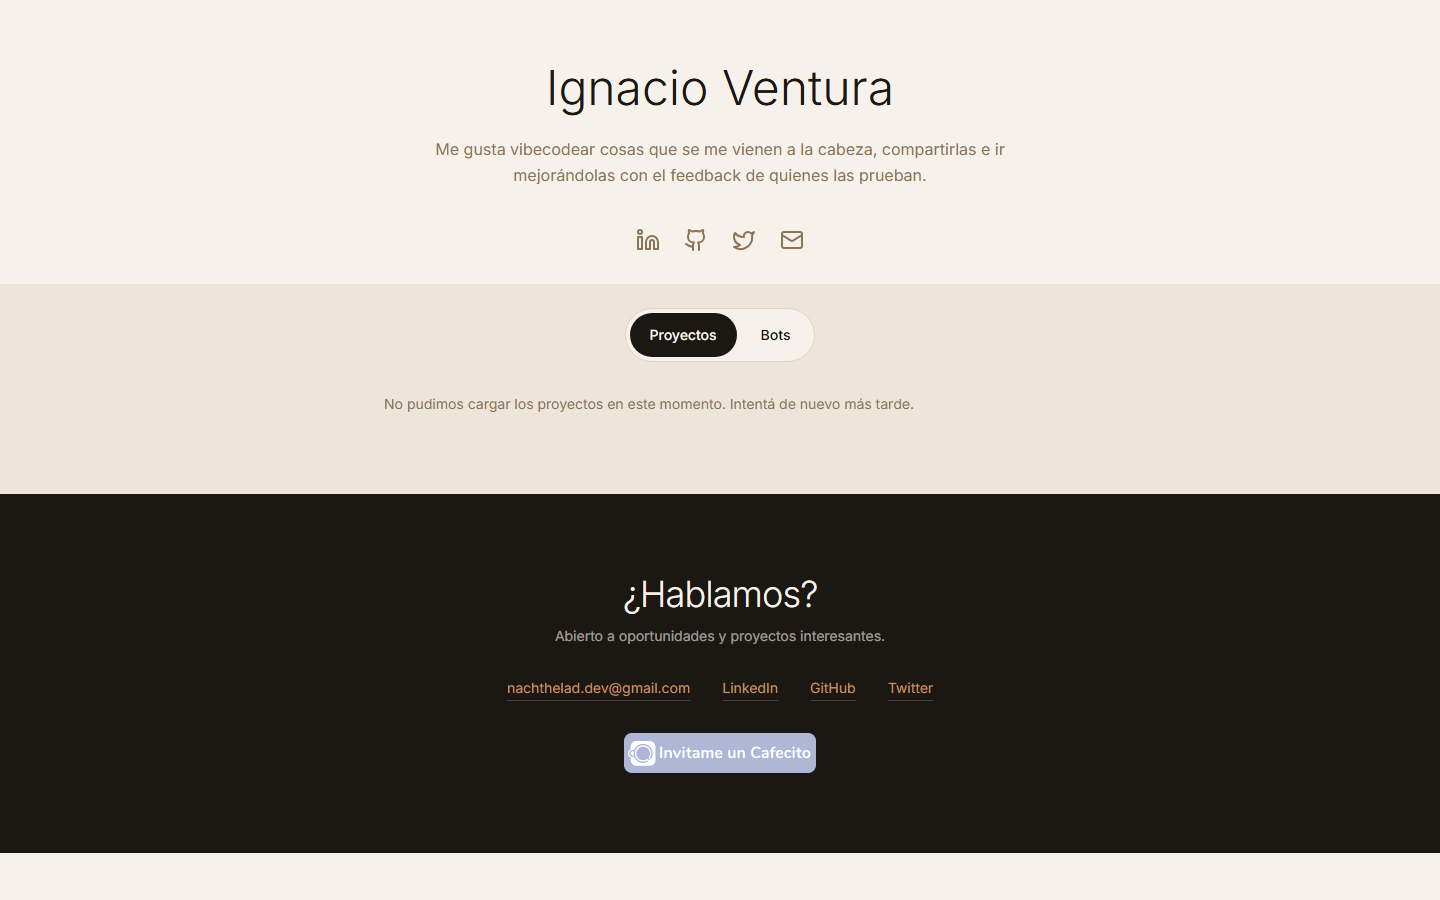 Ignacio Ventura
Me gusta vibecodear cosas que se me vienen a la cabeza, compartirlas e ir
mejorándolas con el feedback de quienes las prueban.
Proyectos
Bots
No pudimos cargar los proyectos en este momento. Intentá de nuevo más tarde.
¿Hablamos?
Abierto a oportunidades y proyectos interesantes.
nachthelad.dev@gmail.com
LinkedIn
GitHub
Twitter
Invitame un Cafecito